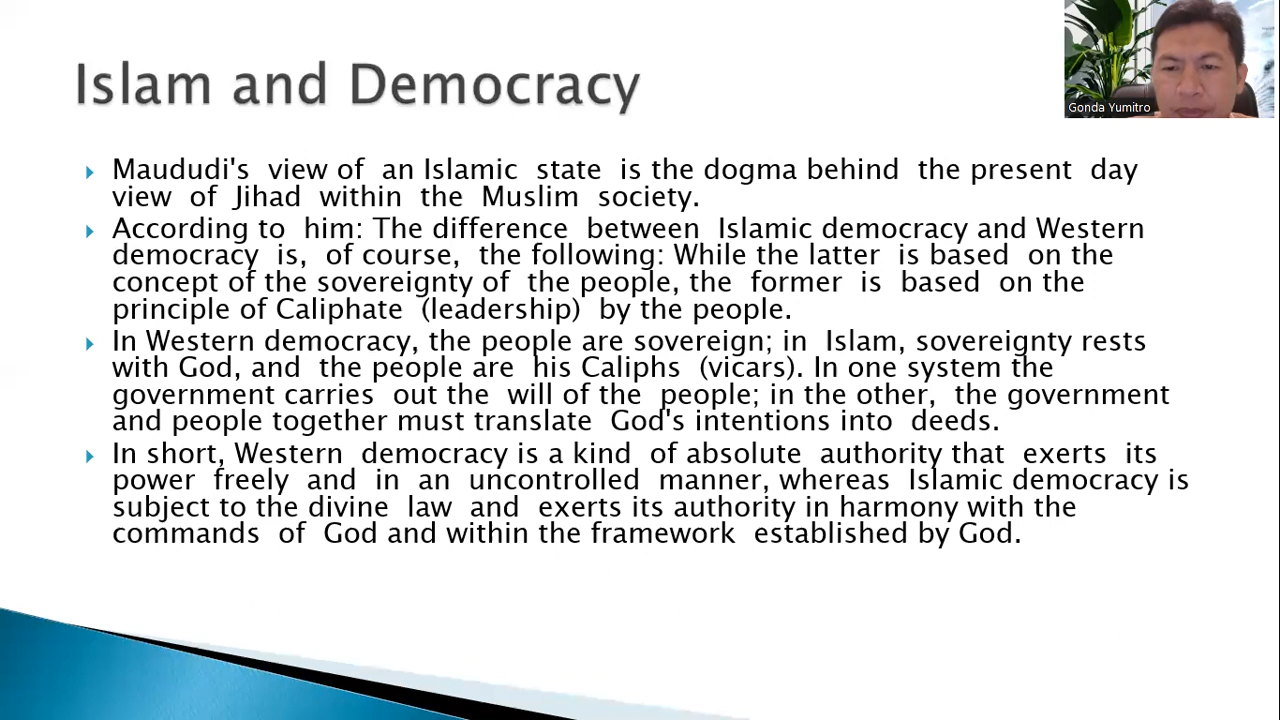 Gonda Yumitro
Islam and Democracy
Maududi's view of an Islamic state is the dogma behind the present day
view of Jihad within the Muslim society.
According to him: The difference between Islamic democracy and Western
democracy is, of course, the following: While the latter is based on the
concept of the sovereignty of the people, the former is based on the
principle of Caliphate (leadership) by the people.
In Western democracy, the people are sovereign; in Islam, sovereignty rests
with God, and the people are his Caliphs (vicars). In one system the
government carries out the will of the people; in the other, the government
and people together must translate God's intentions into deeds.
In short, Western democracy is a kind of absolute authority that exerts its
power freely and in an uncontrolled manner, whereas Islamic democracy is
subject to the divine law and exerts its authority in harmony with the
commands of God and within the framework established by God.